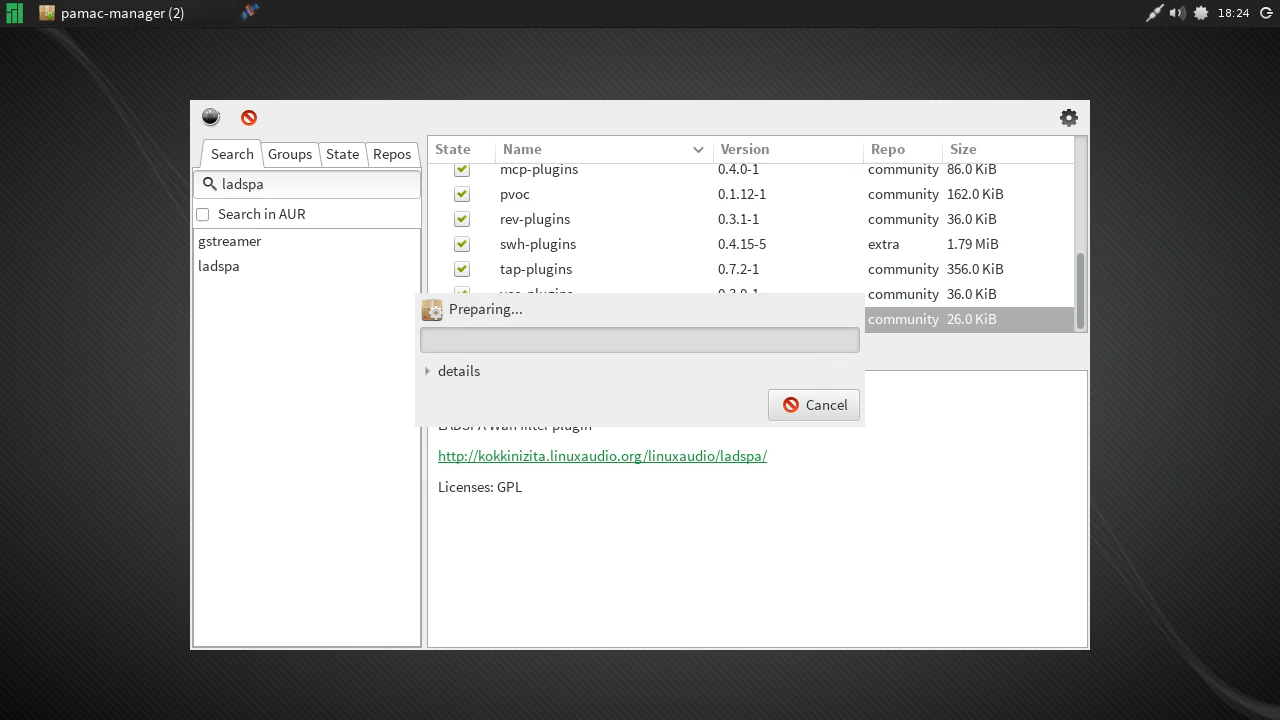 pamac-manager (2)
18:24
Search Groups State Repos
ladspa
Search in AUR
gstreamer
ladspa
State Name Version Repo Size
mcp-plugins 0.4.0-1 community 86.0 KiB
pvoc 0.1.12-1 community 162.0 KiB
rev-plugins 0.3.1-1 community 36.0 KiB
swh-plugins 0.4.15-5 extra 1.79 MiB
tap-plugins 0.7.2-1 community 356.0 KiB
community 36.0 KiB
community 26.0 KiB
Preparing...
details
Cancel
http://kokkinizita.linuxaudio.org/linuxaudio/ladspa/
Licenses: GPL